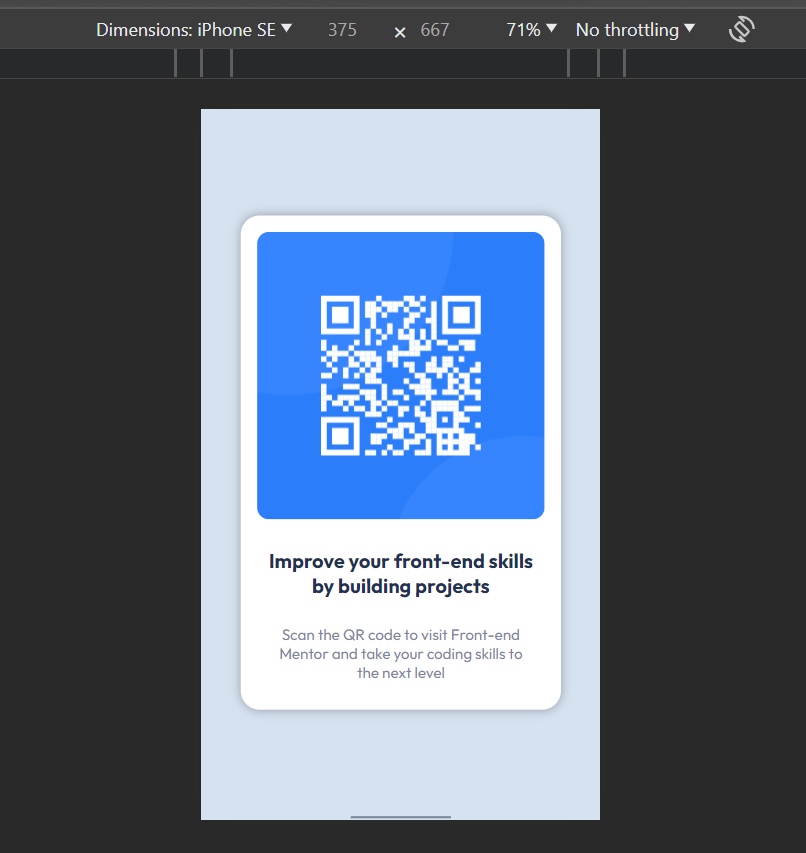 Dimensions: iPhone SE 375 × 667 71% No throttling
Improve your front-end skills
by building projects
Scan the QR code to visit Front-end
Mentor and take your coding skills to
the next level